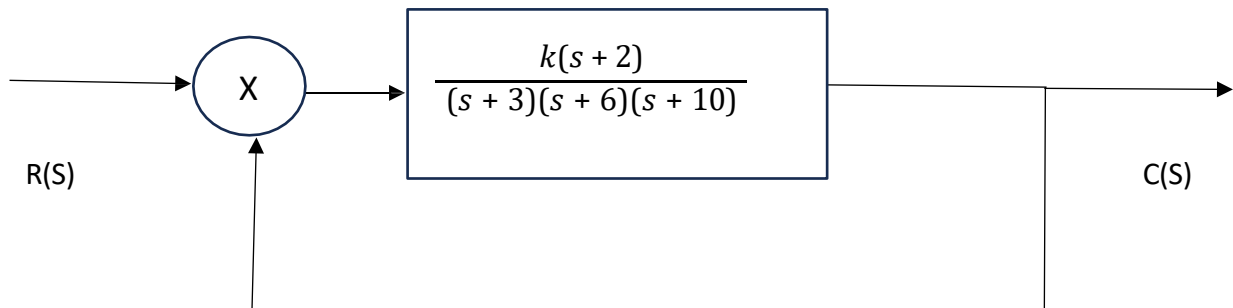 X
k(s + 2)
(s + 3)(s + 6)(s + 10)
R(S)
C(S)